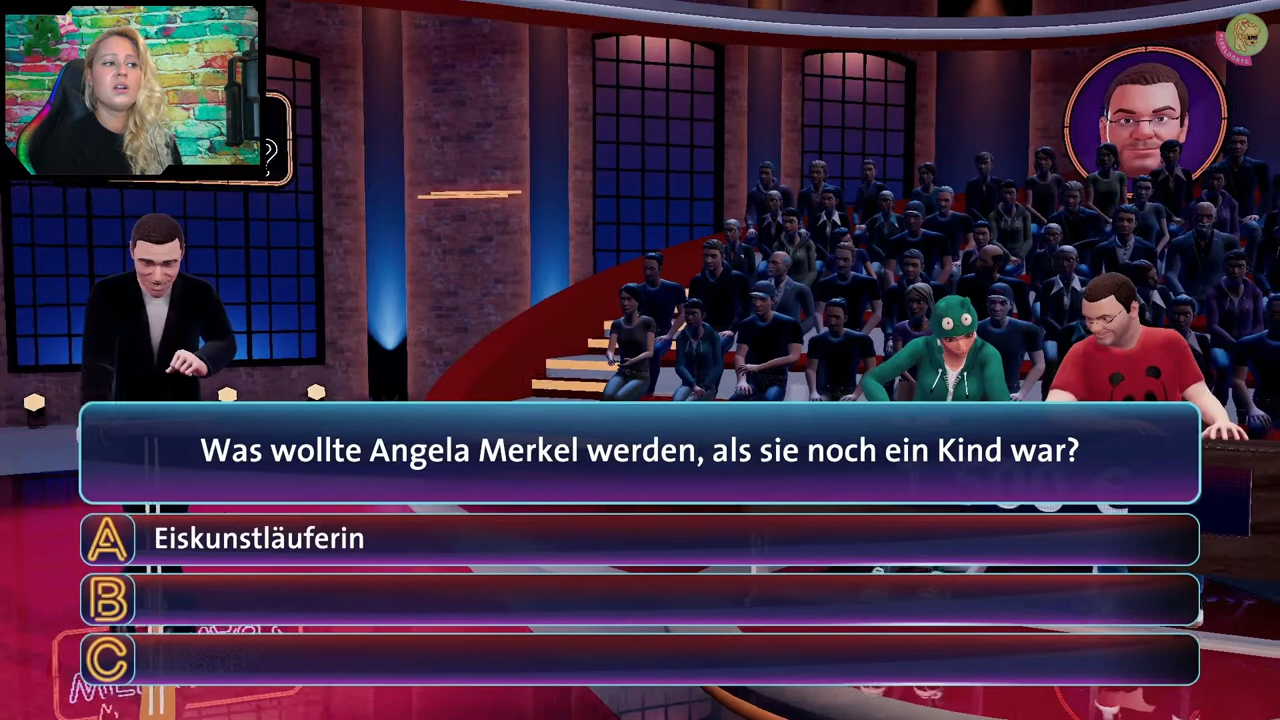 ?
Was wollte Angela Merkel werden, als sie noch ein Kind war?
A Eiskunstläuferin
B
C